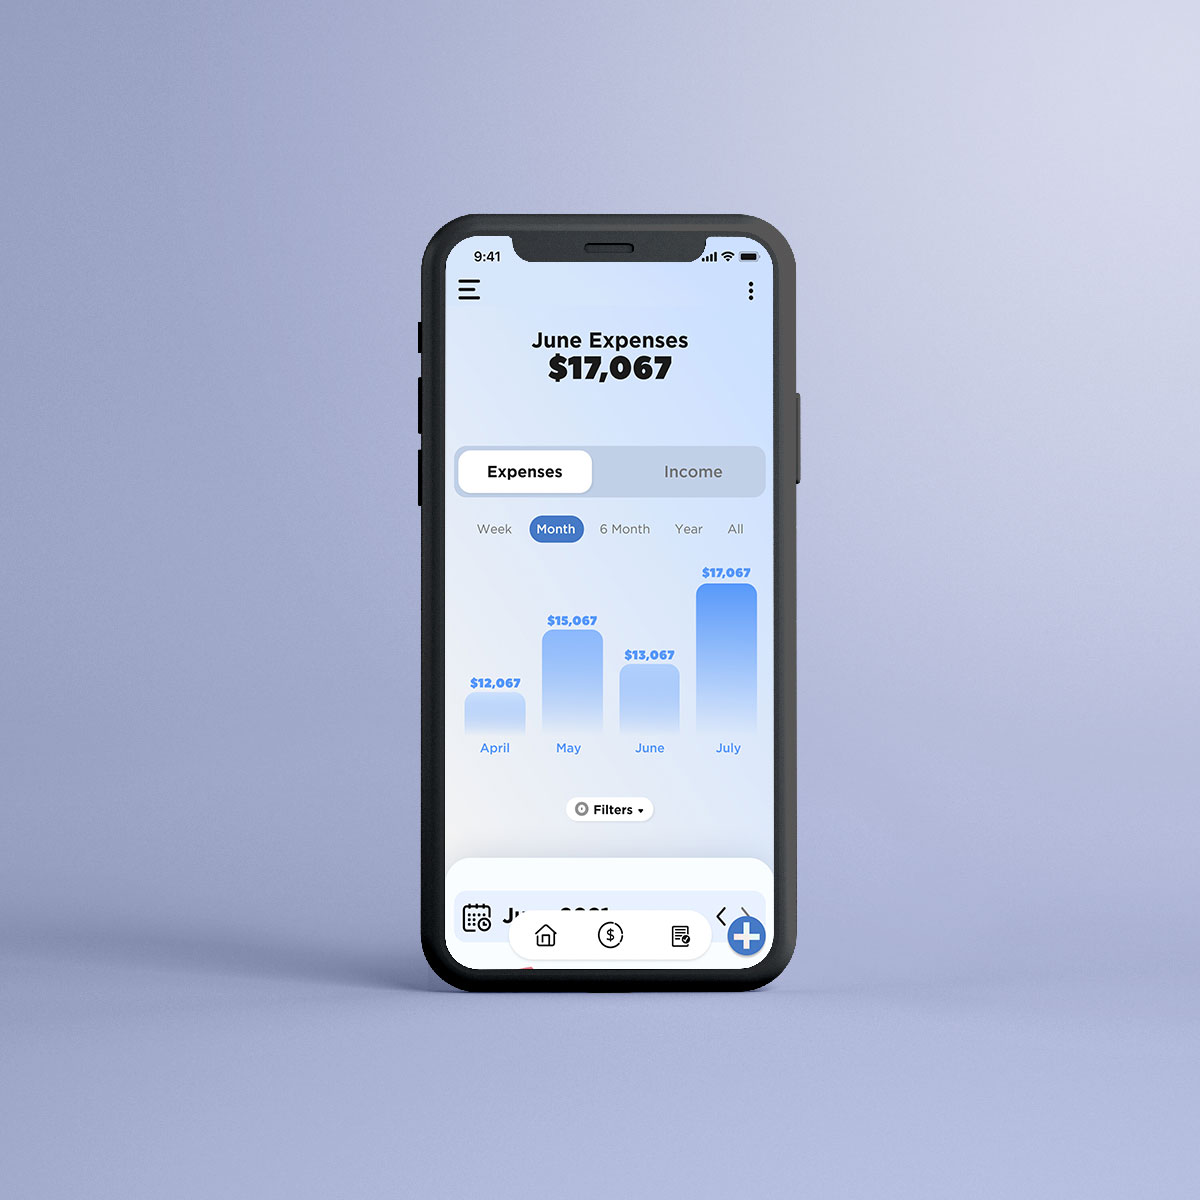 9:41
June Expenses
$17,067
Expenses Income
Week Month 6 Month Year All
$17,067
$15,067
$13,067
$12,067
April May June July
Filters